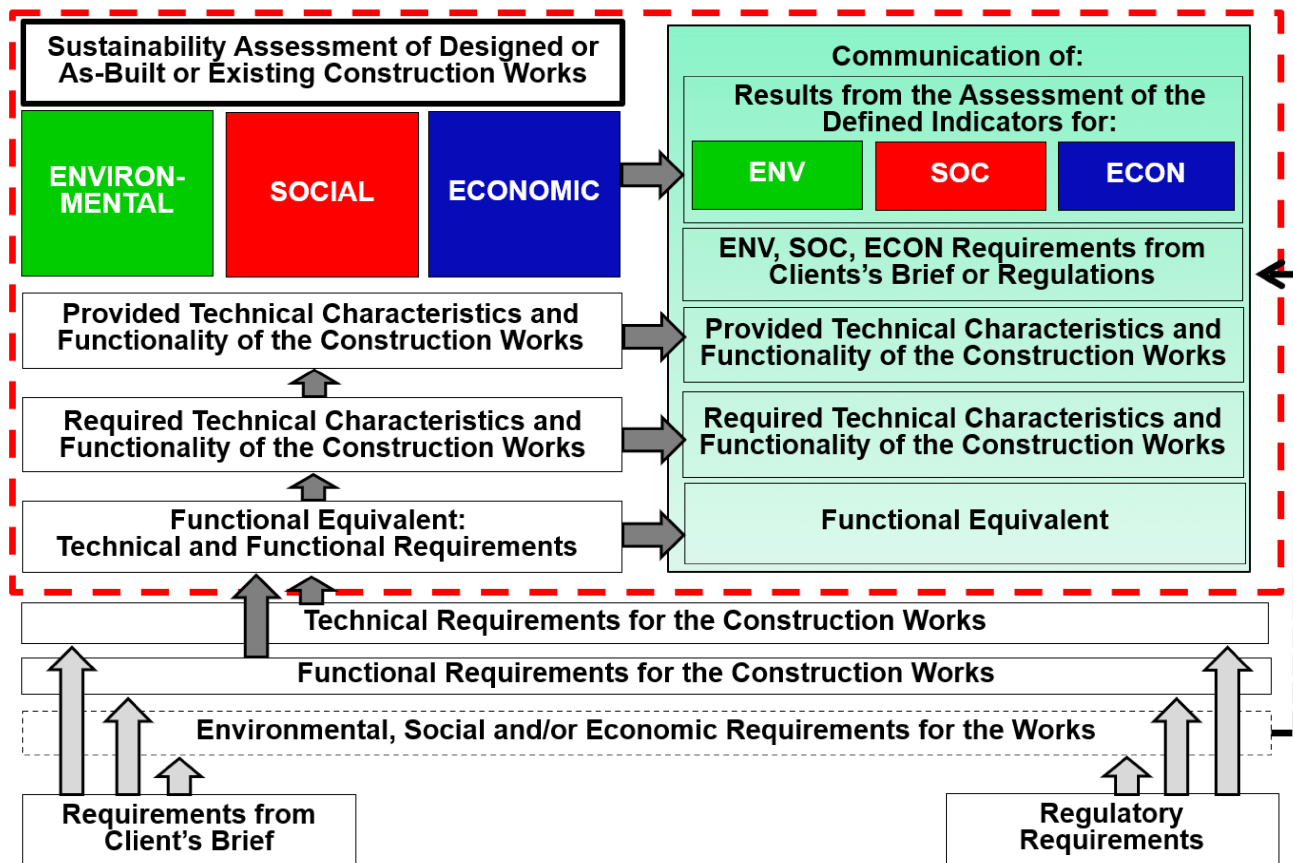 Sustainability Assessment of Designed or
As-Built or Existing Construction Works
ENVIRON-
MENTAL
SOCIAL
ECONOMIC
Provided Technical Characteristics and
Functionality of the Construction Works
Required Technical Characteristics and
Functionality of the Construction Works
Functional Equivalent:
Technical and Functional Requirements
Communication of:
Results from the Assessment of the
Defined Indicators for:
ENV
SOC
ECON
ENV, SOC, ECON Requirements from
Clients's Brief or Regulations
Provided Technical Characteristics and
Functionality of the Construction Works
Required Technical Characteristics and
Functionality of the Construction Works
Functional Equivalent
Technical Requirements for the Construction Works
Functional Requirements for the Construction Works
Environmental, Social and/or Economic Requirements for the Works
Requirements from
Client’s Brief
Regulatory
Requirements